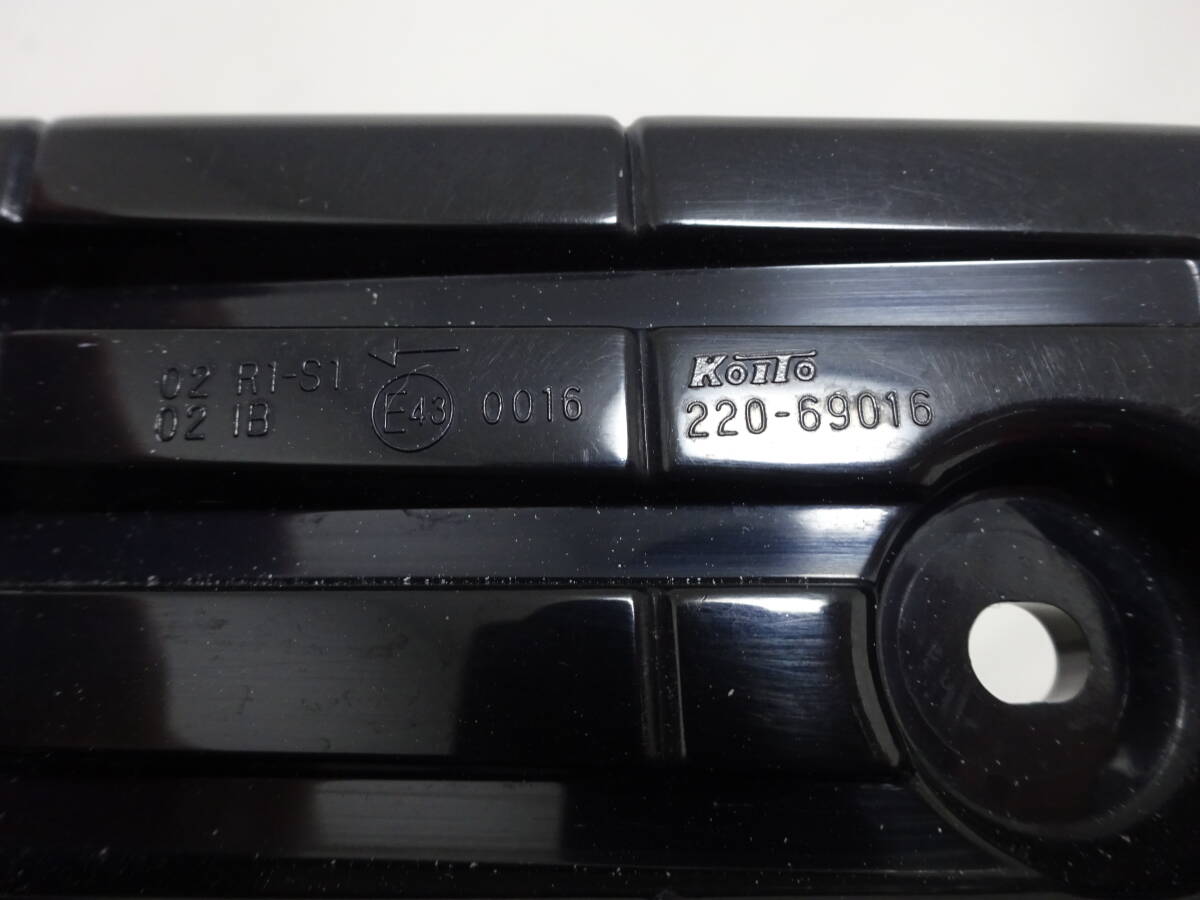 02 R1-S1
02 IB
E43 0016
KOITO
220-69016